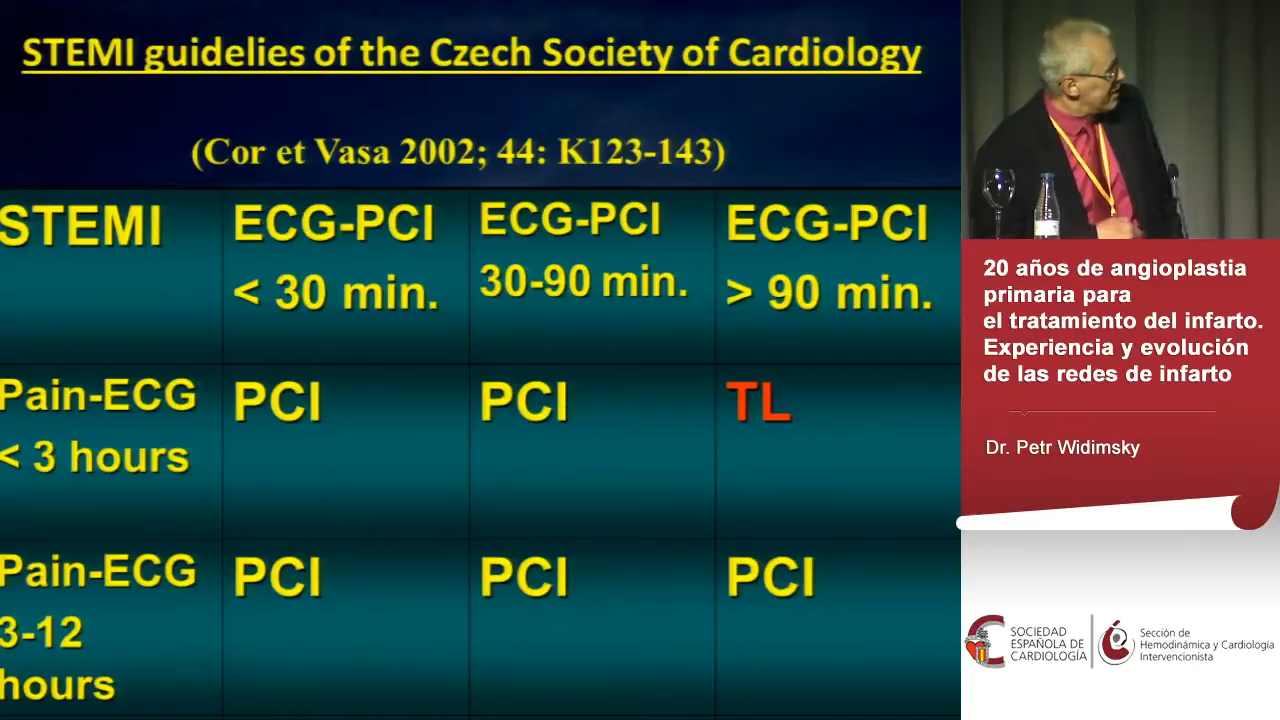 STEMI guidelies of the Czech Society of Cardiology
(Cor et Vasa 2002; 44: K123-143)
STEMI
ECG-PCI
< 30 min.
ECG-PCI
30-90 min.
ECG-PCI
> 90 min.
Pain-ECG
< 3 hours
PCI
PCI
TL
Pain-ECG
3-12
hours
PCI
PCI
PCI
20 años de angioplastia
primaria para
el tratamiento del infarto.
Experiencia y evolución
de las redes de infarto
Dr. Petr Widimsky
SOCIEDAD
ESPAÑOLA DE
CARDIOLOGÍA
Sección de
Hemodinámica y Cardiología
Intervencionista